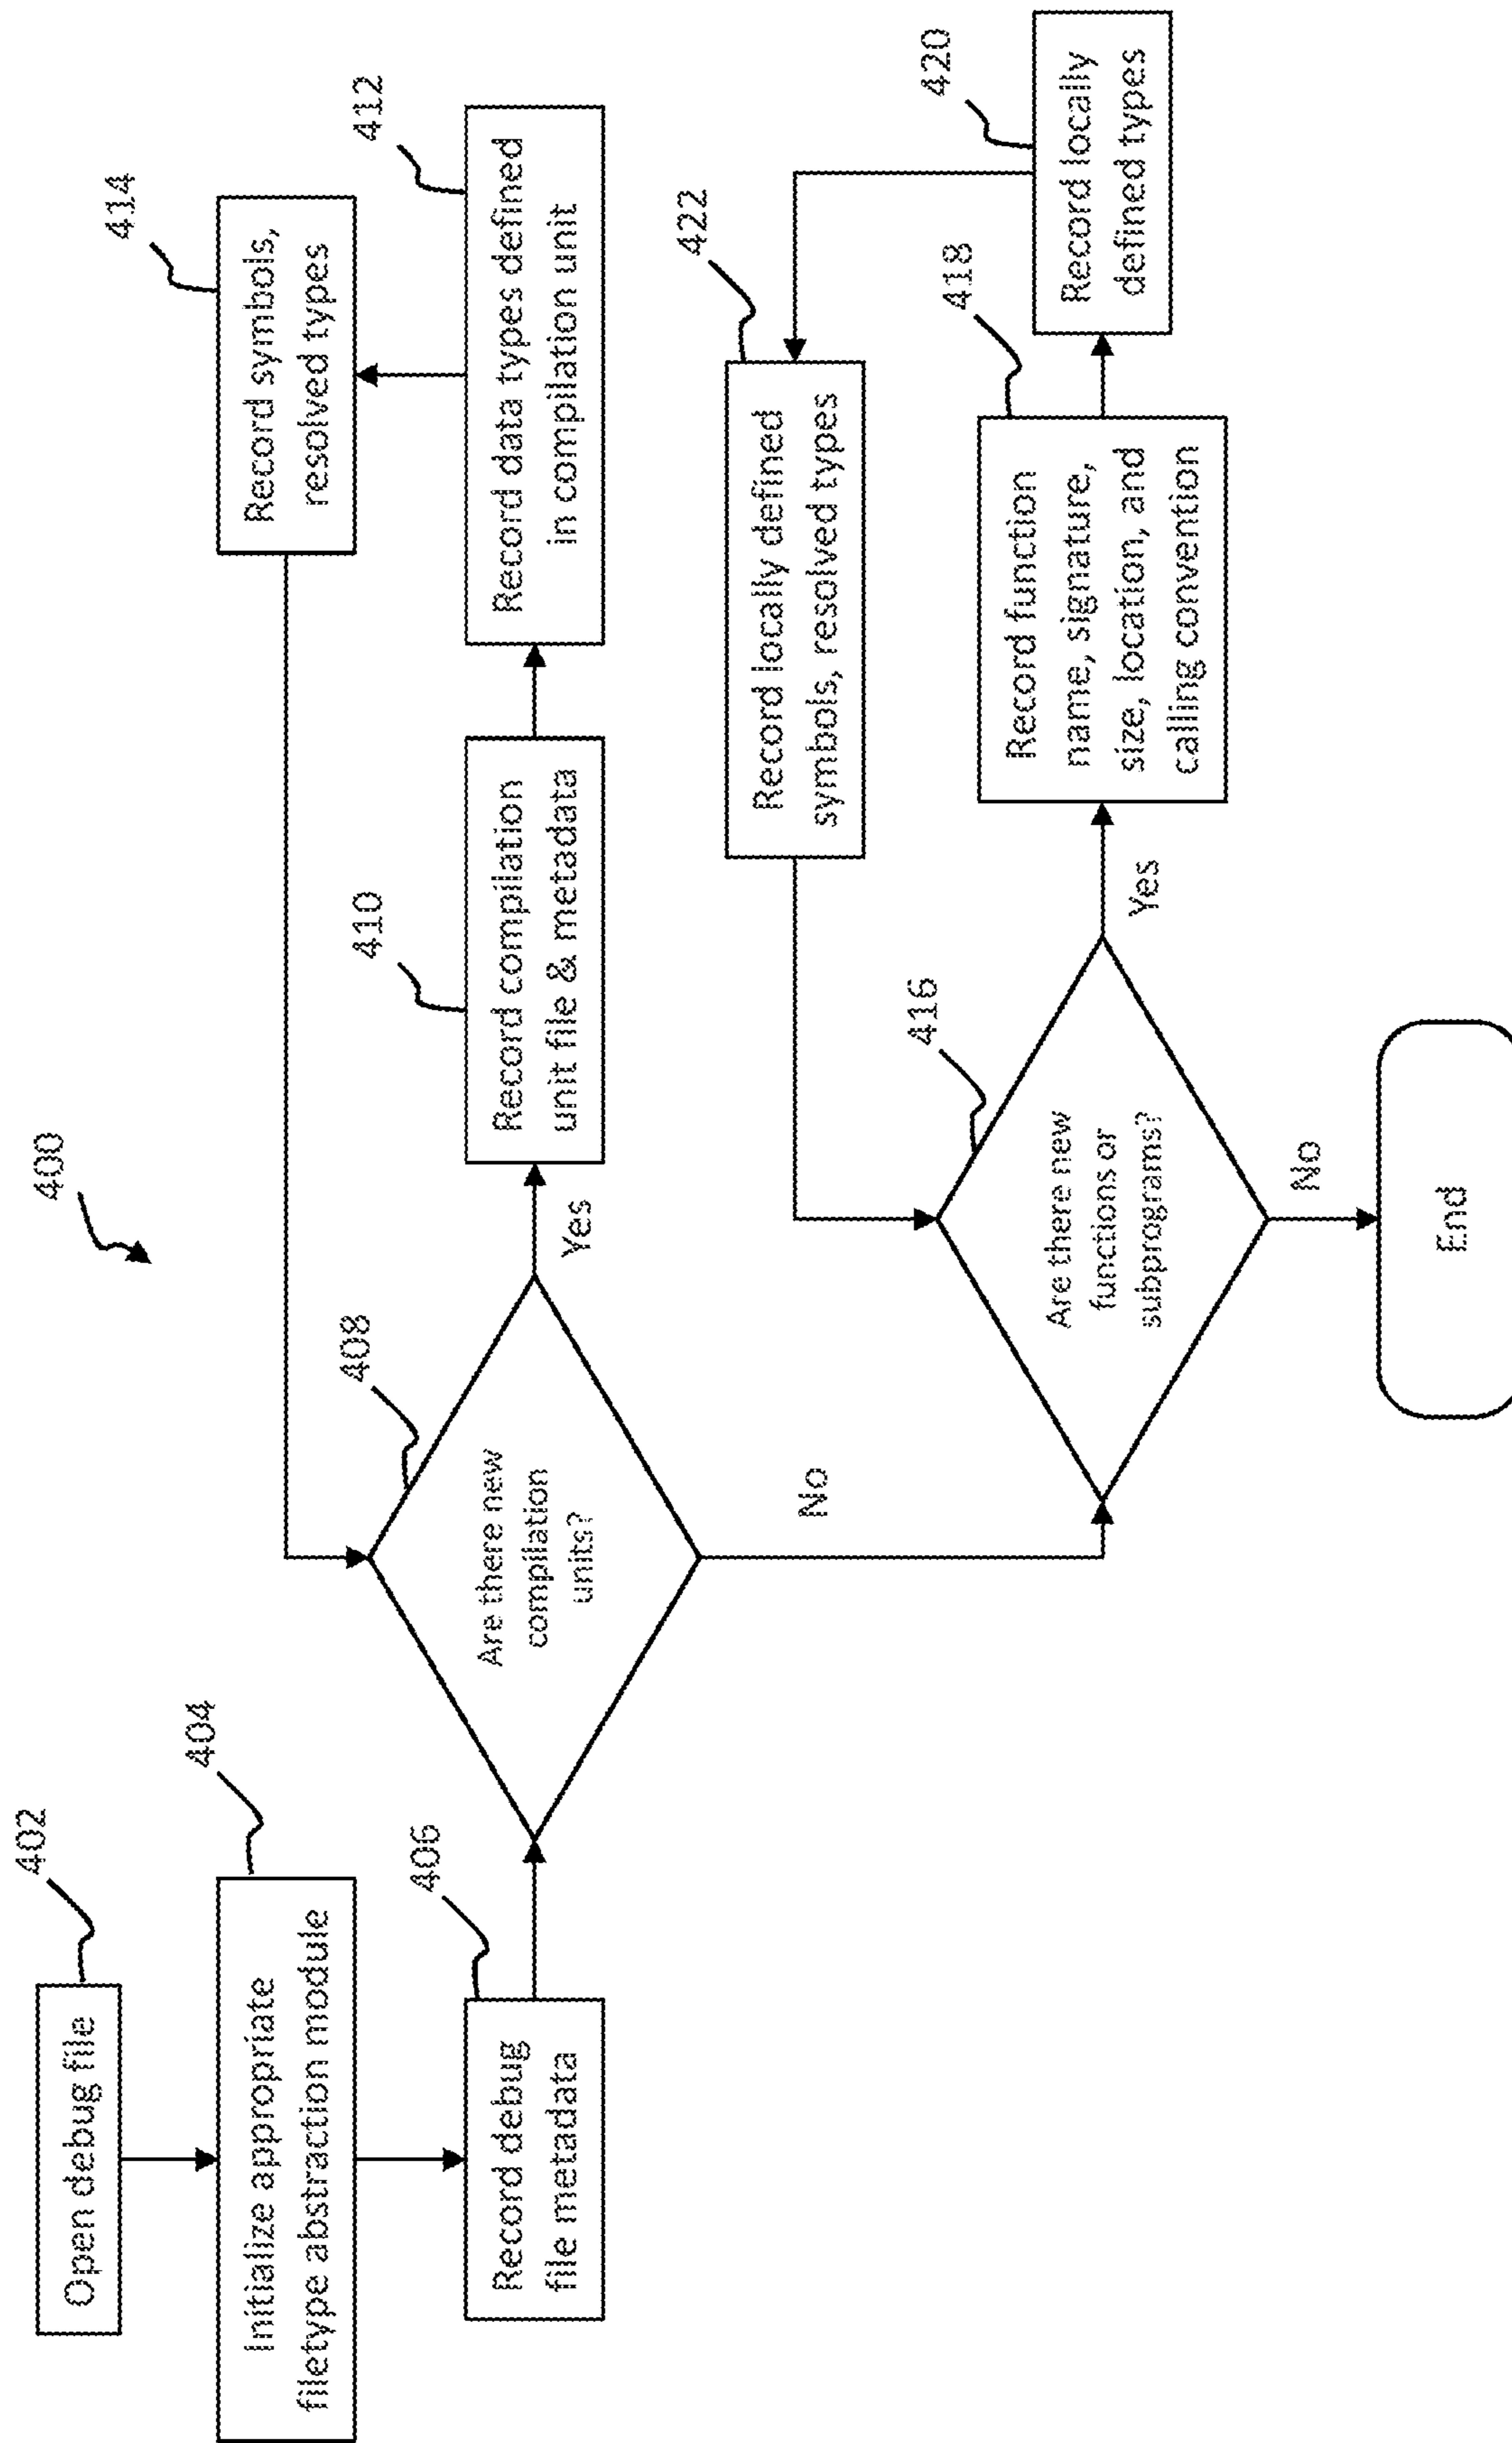 400
402
Open debug file
404
Initialize appropriate
filetype abstraction module
406
Record debug
file metadata
408
Are there new
compilation
units?
Yes
No
410
Record compilation
unit file & metadata
412
Record data types defined
in compilation unit
414
Record symbols,
resolved types
416
Are there new
functions or
subprograms?
Yes
No
418
Record function
name, signature,
size, location, and
calling convention
420
Record locally
defined types
422
Record locally defined
symbols, resolved types
End